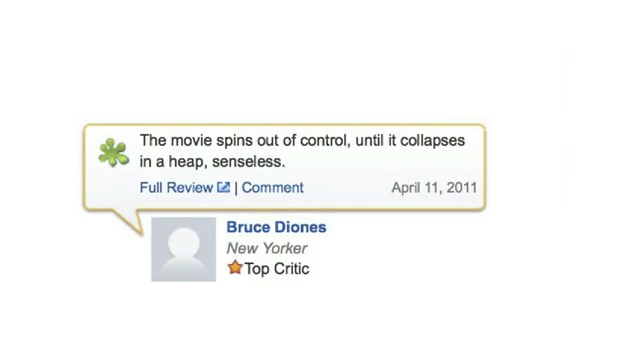 The movie spins out of control, until it collapses
in a heap, senseless.
Full Review | Comment April 11, 2011
Bruce Diones
New Yorker
Top Critic